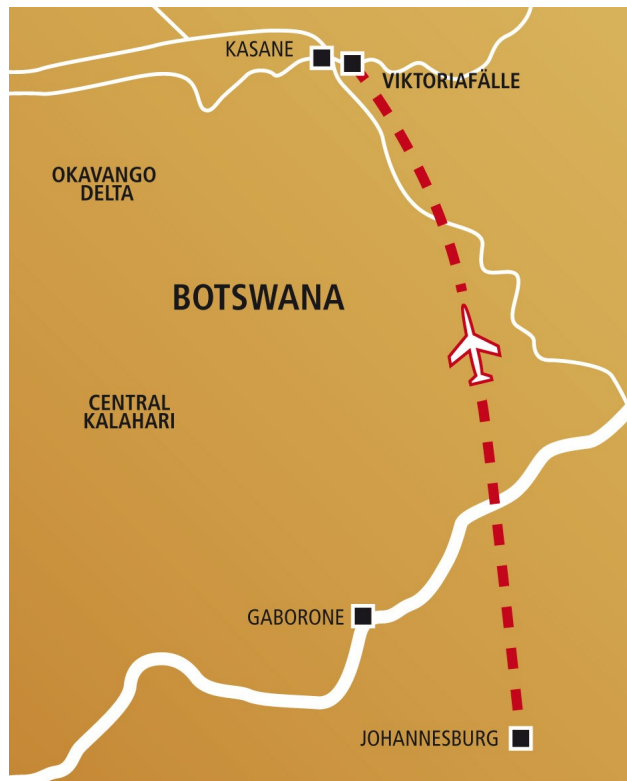 KASANE
VIKTORIAFÄLLE
OKAVANGO
DELTA
BOTSWANA
CENTRAL
KALAHARI
GABORONE
JOHANNESBURG